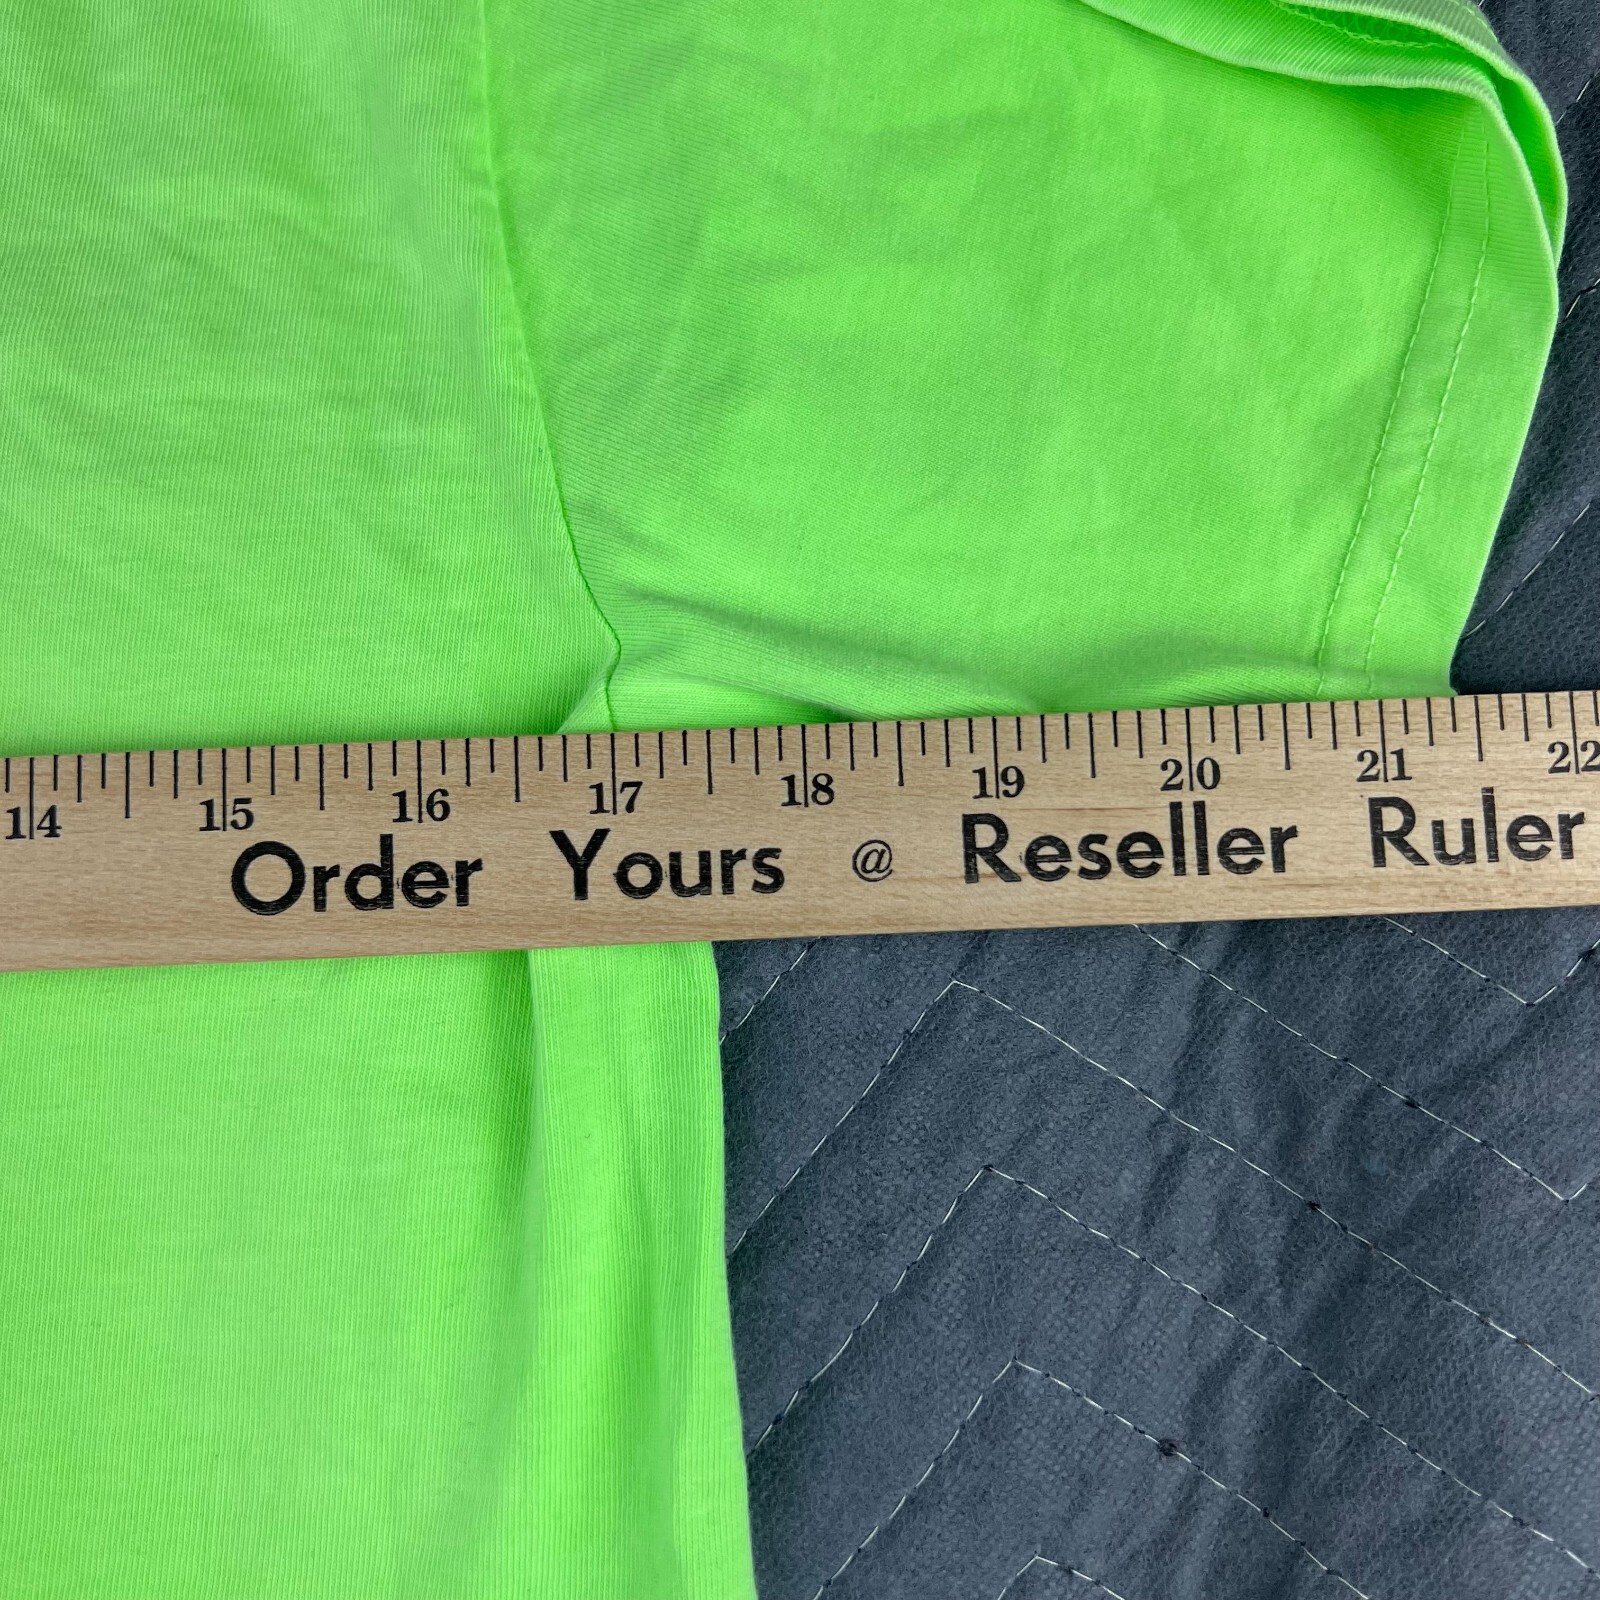 14 15 16 17 18 19 20 21 22
Order Yours @ Reseller Ruler